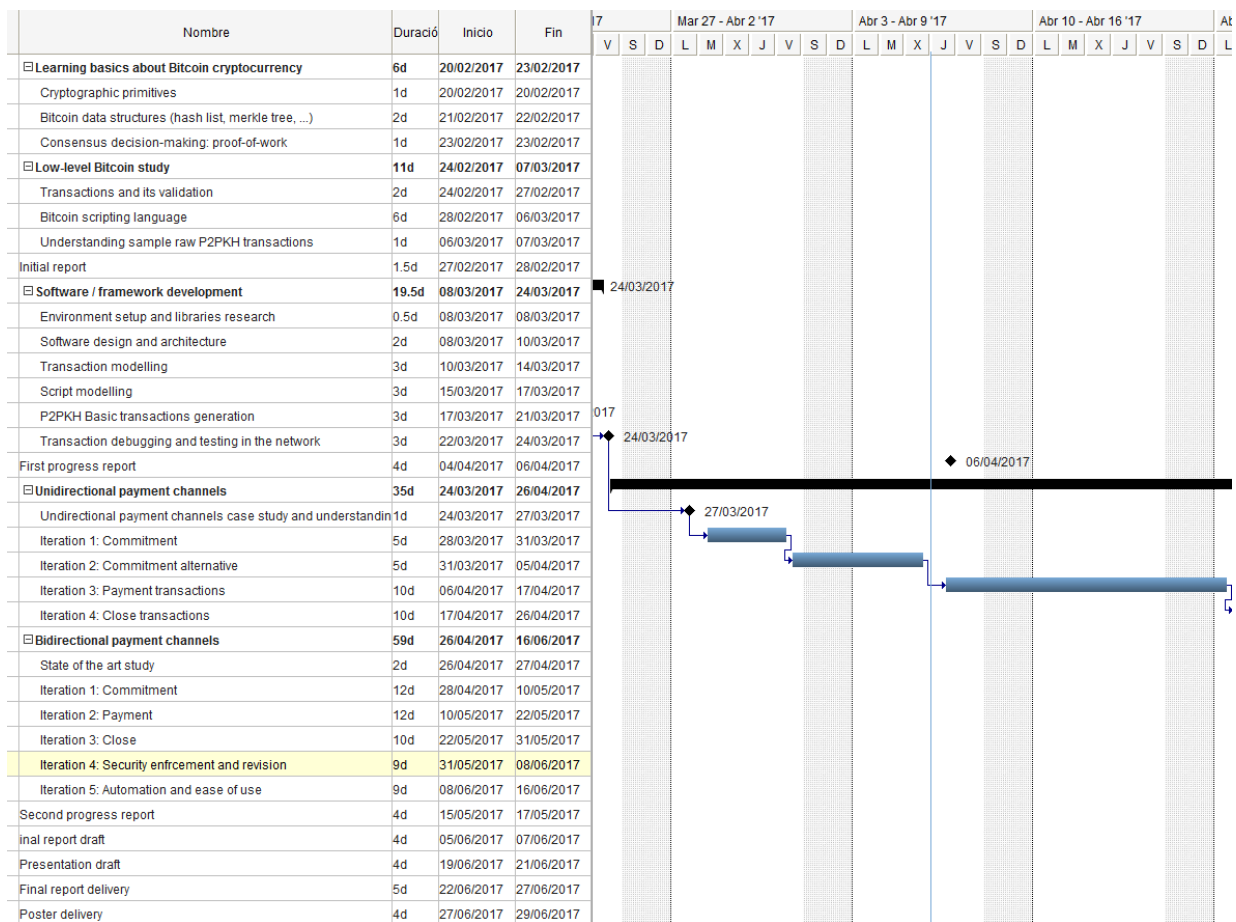 Nombre Duració Inicio Fin
17 Mar 27 - Abr 2 '17 Abr 3 - Abr 9 '17 Abr 10 - Abr 16 '17 Ab
V S D L M X J V S D L M X J V S D L M X J V S D L
Learning basics about Bitcoin cryptocurrency 6d 20/02/2017 23/02/2017
Cryptographic primitives 1d 20/02/2017 20/02/2017
Bitcoin data structures (hash list, merkle tree, ...) 2d 21/02/2017 22/02/2017
Consensus decision-making: proof-of-work 1d 23/02/2017 23/02/2017
Low-level Bitcoin study 11d 24/02/2017 07/03/2017
Transactions and its validation 2d 24/02/2017 27/02/2017
Bitcoin scripting language 6d 28/02/2017 06/03/2017
Understanding sample raw P2PKH transactions 1d 06/03/2017 07/03/2017
Initial report 1.5d 27/02/2017 28/02/2017
Software / framework development 19.5d 08/03/2017 24/03/2017 24/03/2017
Environment setup and libraries research 0.5d 08/03/2017 08/03/2017
Software design and architecture 2d 08/03/2017 10/03/2017
Transaction modelling 3d 10/03/2017 14/03/2017
Script modelling 3d 15/03/2017 17/03/2017
P2PKH Basic transactions generation 3d 17/03/2017 21/03/2017 017
Transaction debugging and testing in the network 3d 22/03/2017 24/03/2017 24/03/2017
First progress report 4d 04/04/2017 06/04/2017 06/04/2017
Unidirectional payment channels 35d 24/03/2017 26/04/2017
Undirectional payment channels case study and understandin 1d 24/03/2017 27/03/2017 27/03/2017
Iteration 1: Commitment 5d 28/03/2017 31/03/2017
Iteration 2: Commitment alternative 5d 31/03/2017 05/04/2017
Iteration 3: Payment transactions 10d 06/04/2017 17/04/2017
Iteration 4: Close transactions 10d 17/04/2017 26/04/2017
Bidirectional payment channels 59d 26/04/2017 16/06/2017
State of the art study 2d 26/04/2017 27/04/2017
Iteration 1: Commitment 12d 28/04/2017 10/05/2017
Iteration 2: Payment 12d 10/05/2017 22/05/2017
Iteration 3: Close 10d 22/05/2017 31/05/2017
Iteration 4: Security enfrcement and revision 9d 31/05/2017 08/06/2017
Iteration 5: Automation and ease of use 9d 08/06/2017 16/06/2017
Second progress report 4d 15/05/2017 17/05/2017
inal report draft 4d 05/06/2017 07/06/2017
Presentation draft 4d 19/06/2017 21/06/2017
Final report delivery 5d 22/06/2017 27/06/2017
Poster delivery 4d 27/06/2017 29/06/2017